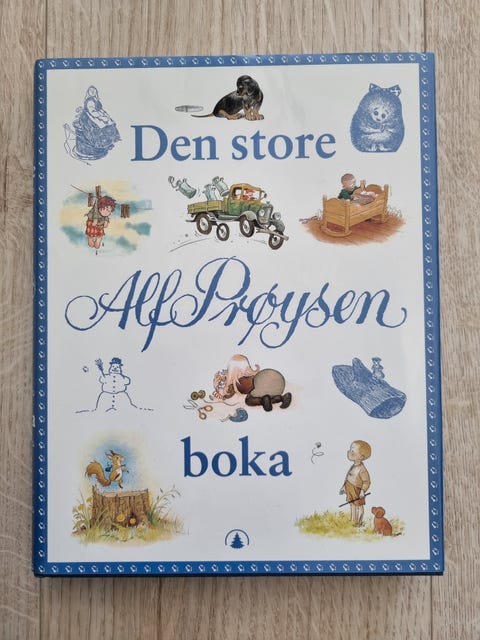 Den store
Alf Prøysen
boka